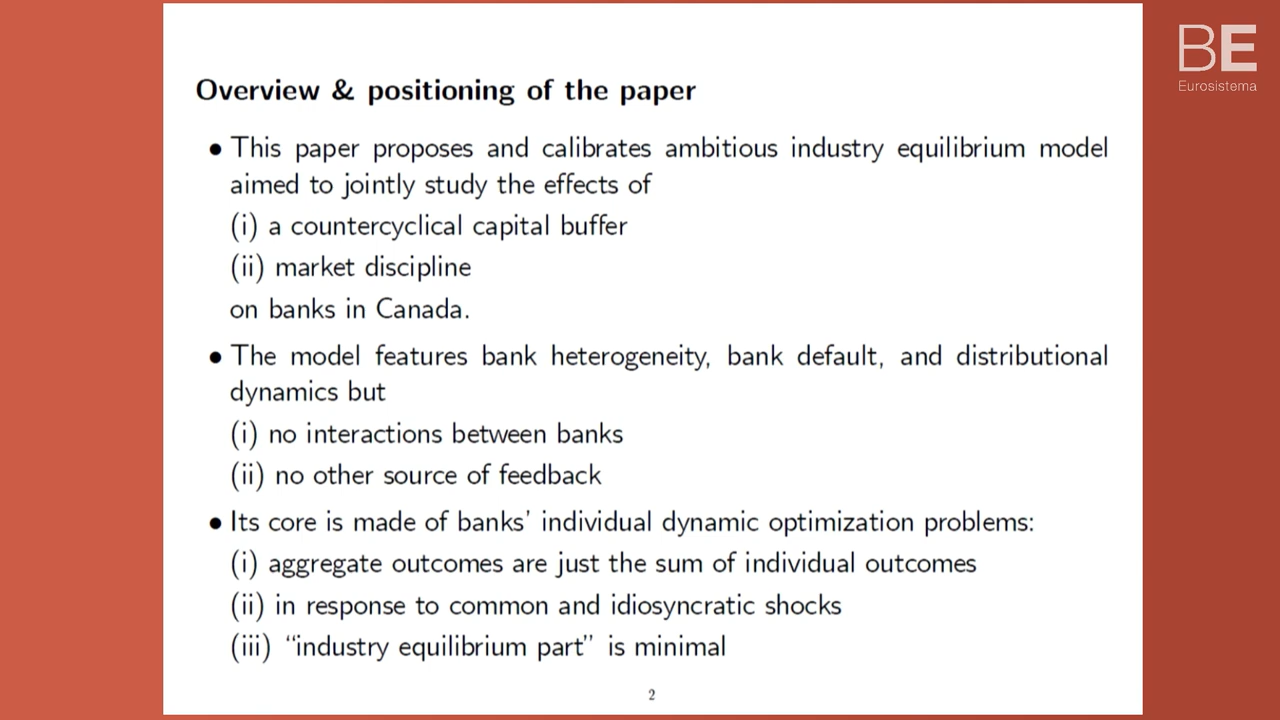 BE
Eurosistema
Overview & positioning of the paper
• This paper proposes and calibrates ambitious industry equilibrium model
aimed to jointly study the effects of
(i) a countercyclical capital buffer
(ii) market discipline
on banks in Canada.
• The model features bank heterogeneity, bank default, and distributional
dynamics but
(i) no interactions between banks
(ii) no other source of feedback
• Its core is made of banks' individual dynamic optimization problems:
(i) aggregate outcomes are just the sum of individual outcomes
(ii) in response to common and idiosyncratic shocks
(iii) “industry equilibrium part” is minimal
2